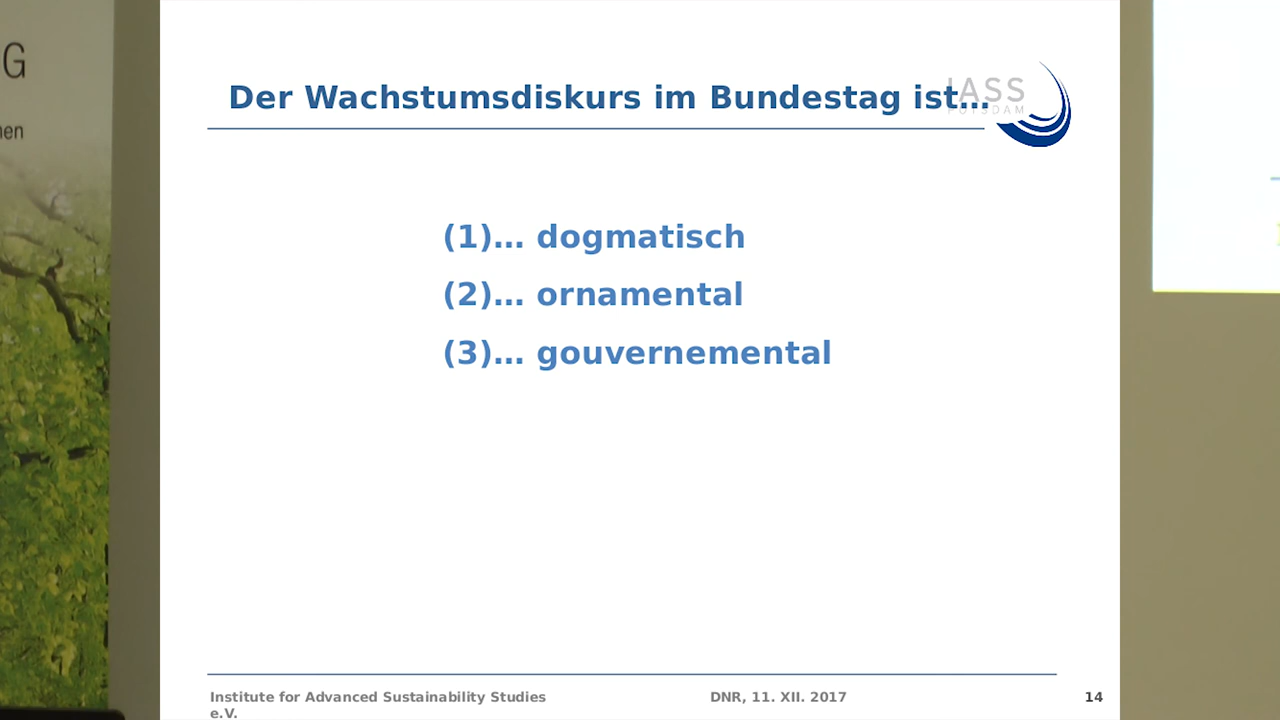 G
nen
Der Wachstumsdiskurs im Bundestag ist...
IASS
POTSDAM
(1)... dogmatisch
(2)... ornamental
(3)... gouvernemental
Institute for Advanced Sustainability Studies
e.V.
DNR, 11. XII. 2017
14